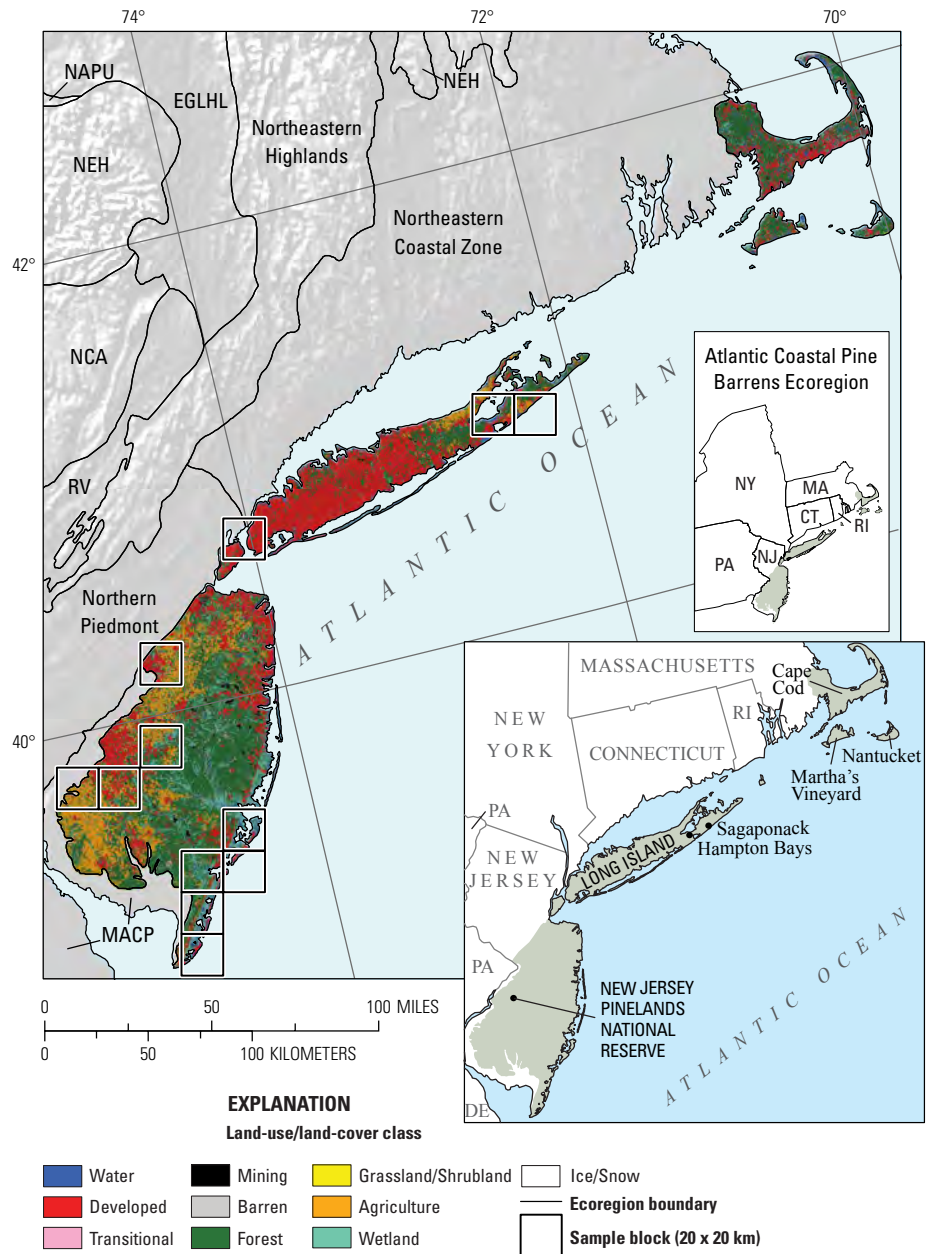 74°
72°
70°
NAPU
EGLHL
NEH
NEH
Northeastern
Highlands
Northeastern
Coastal Zone
42°
NCA
RV
Northern
Piedmont
40°
MACP
ATLANTIC OCEAN
Atlantic Coastal Pine
Barrens Ecoregion
NY
MA
CT
RI
PA
NJ
MASSACHUSETTS
Cape
Cod
NEW
YORK
RI
CONNECTICUT
Nantucket
Martha's
Vineyard
PA
Sagaponack
Hampton Bays
LONG ISLAND
NEW
JERSEY
PA
NEW JERSEY
PINELANDS
NATIONAL
RESERVE
ATLANTIC OCEAN
DE
0 50 100 MILES
0 50 100 KILOMETERS
EXPLANATION
Land-use/land-cover class
Water
Developed
Transitional
Mining
Barren
Forest
Grassland/Shrubland
Agriculture
Wetland
Ice/Snow
Ecoregion boundary
Sample block (20 x 20 km)